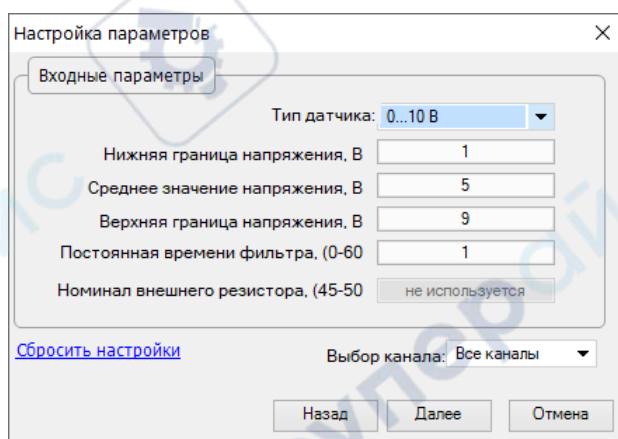 Настройка параметров
Входные параметры
Тип датчика: 0...10 В
Нижняя граница напряжения, В 1
Среднее значение напряжения, В 5
Верхняя граница напряжения, В 9
Постоянная времени фильтра, (0-60 1
Номинал внешнего резистора, (45-50 не используется
Сбросить настройки
Выбор канала: Все каналы
Назад Далее Отмена